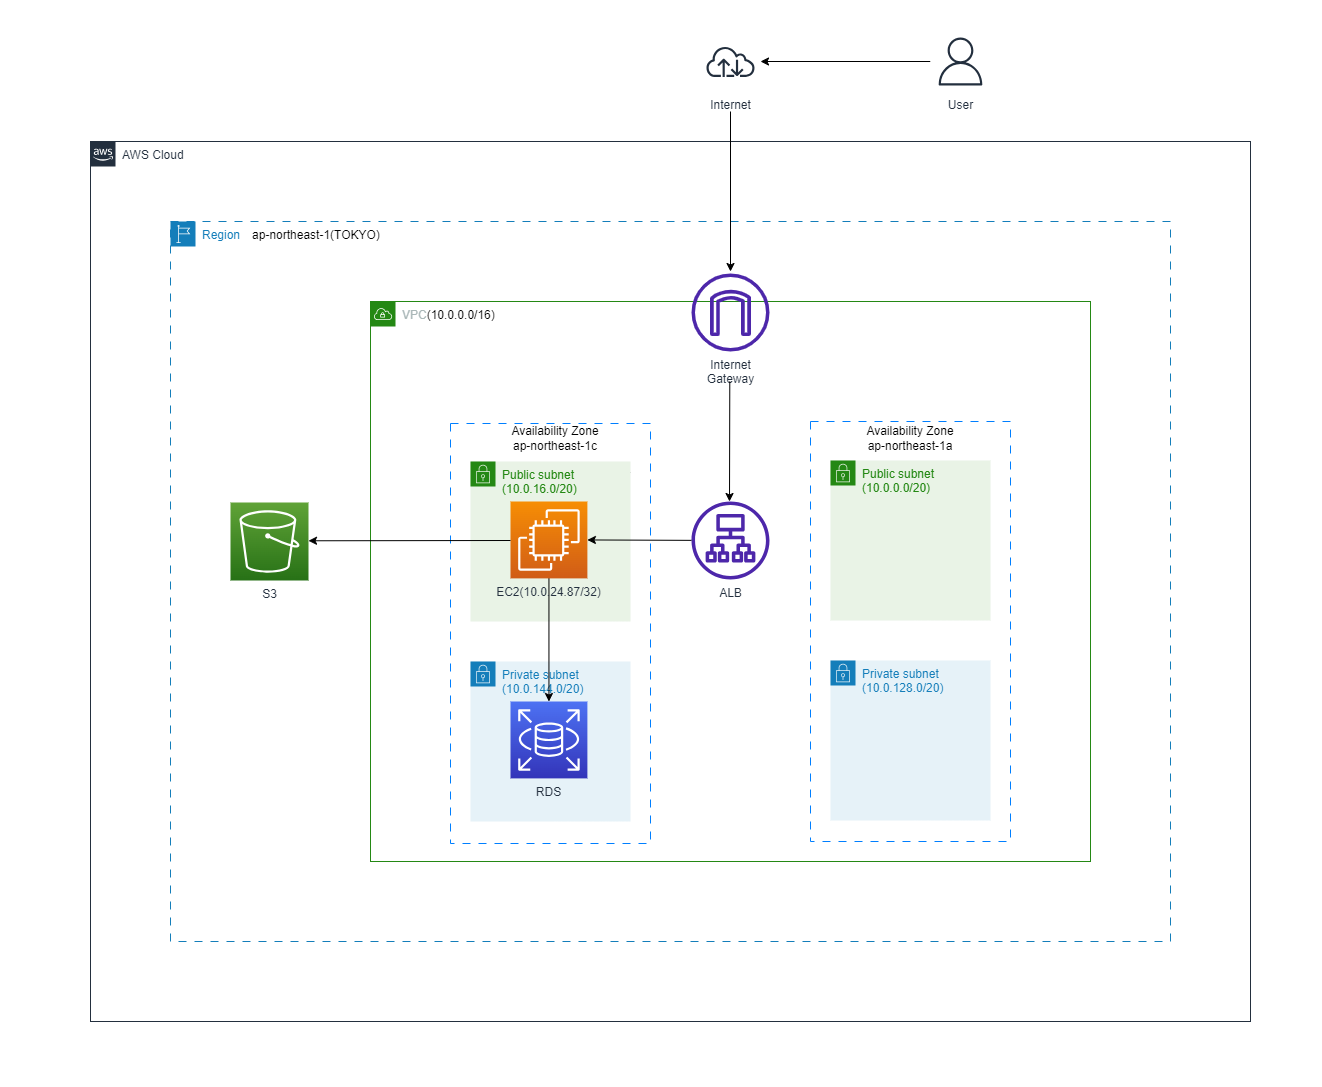 Internet
User
aws
AWS Cloud
Region ap-northeast-1(TOKYO)
VPC(10.0.0.0/16)
Internet
Gateway
Availability Zone
ap-northeast-1c
Availability Zone
ap-northeast-1a
Public subnet
(10.0.16.0/20)
Public subnet
(10.0.0.0/20)
S3
EC2(10.0.24.87/32)
ALB
Private subnet
(10.0.144.0/20)
Private subnet
(10.0.128.0/20)
RDS